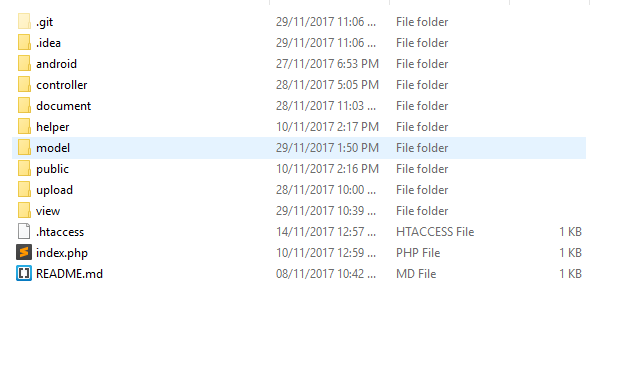 .git 29/11/2017 11:06 ... File folder
.idea 29/11/2017 11:06 ... File folder
android 27/11/2017 6:53 PM File folder
controller 28/11/2017 5:05 PM File folder
document 28/11/2017 11:03 ... File folder
helper 10/11/2017 2:17 PM File folder
model 29/11/2017 1:50 PM File folder
public 10/11/2017 2:16 PM File folder
upload 28/11/2017 10:00 ... File folder
view 29/11/2017 10:39 ... File folder
.htaccess 14/11/2017 12:57 ... HTACCESS File 1 KB
index.php 10/11/2017 12:59 ... PHP File 1 KB
README.md 08/11/2017 10:42 ... MD File 1 KB